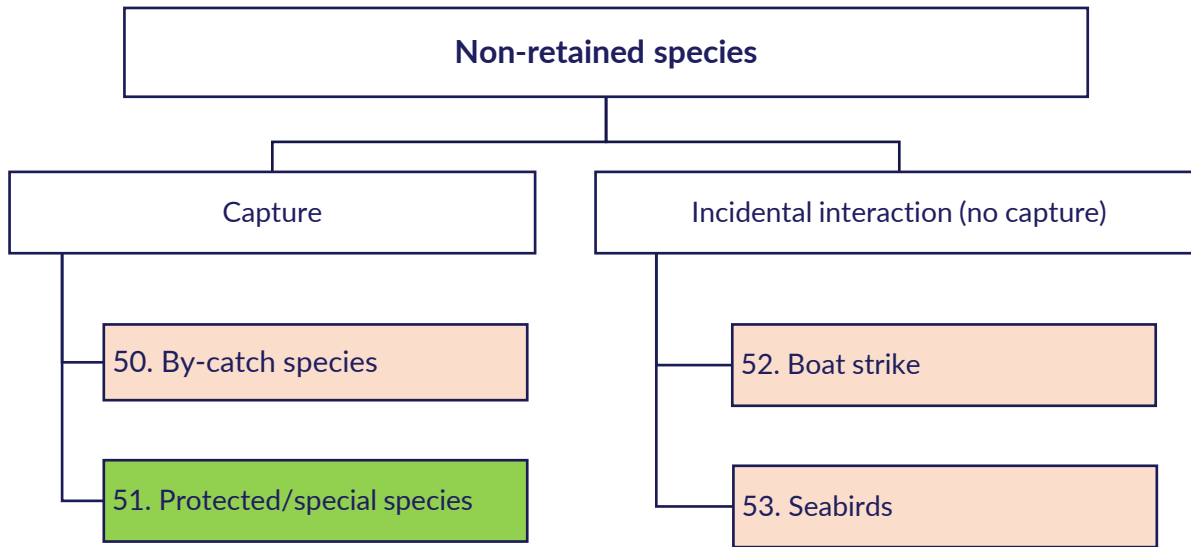 Non-retained species
Capture
Incidental interaction (no capture)
50. By-catch species
52. Boat strike
51. Protected/special species
53. Seabirds